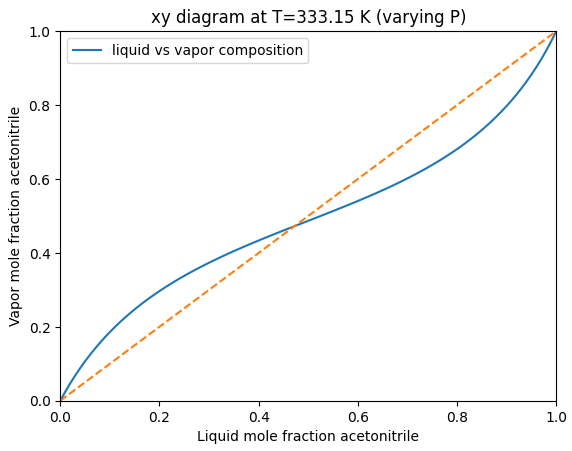 xy diagram at T=333.15 K (varying P)
liquid vs vapor composition
Vapor mole fraction acetonitrile
1.0
0.8
0.6
0.4
0.2
0.0
0.0 0.2 0.4 0.6 0.8 1.0
Liquid mole fraction acetonitrile